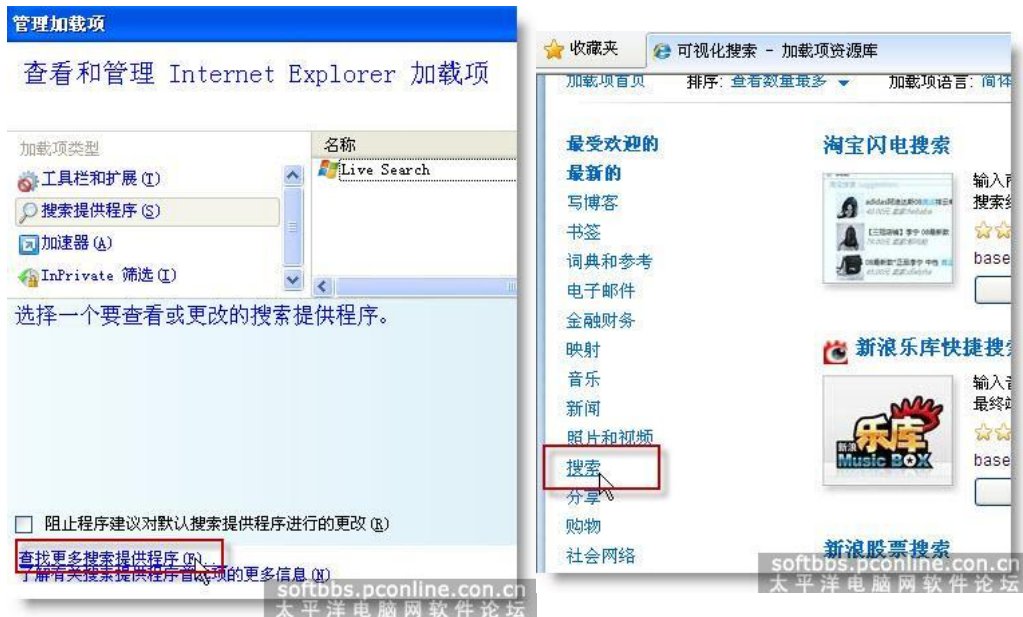 管理加载项
查看和管理 Internet Explorer 加载项
加载项类型
工具栏和扩展(T)
搜索提供程序(S)
加速器(A)
InPrivate 筛选(I)
名称
Live Search
选择一个要查看或更改的搜索提供程序。
阻止程序建议对默认搜索提供程序进行的更改(R)
查找更多搜索提供程序(F)...
了解有关搜索提供程序首选项的更多信息(N)
softbbs.pconline.com.cn
太平洋电脑网软件论坛
收藏夹
可视化搜索 - 加载项资源库
加载项首页 排序: 查看数量最多 加载项语言: 简体
最受欢迎的
最新的
写博客
书签
词典和参考
电子邮件
金融财务
映射
音乐
新闻
照片和视频
搜索
分享
购物
社会网络
淘宝闪电搜索
输入
搜索
base
新浪乐库快捷搜
新浪
乐库
Music BOX
输入
最终
base
新浪股票搜索
softbbs.pconline.com.cn
太平洋电脑网软件论坛